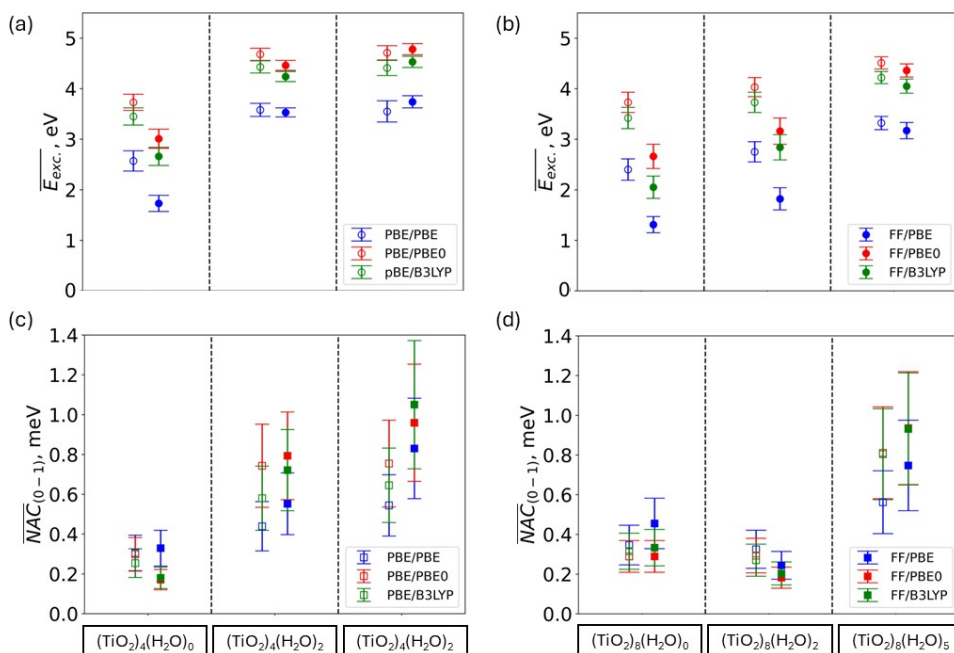 (a)
5
4
3
2
1
0
E_exc., eV
PBE/PBE
PBE/PBE0
pBE/B3LYP
(b)
5
4
3
2
1
0
E_exc., eV
FF/PBE
FF/PBE0
FF/B3LYP
(c)
1.4
1.2
1.0
0.8
0.6
0.4
0.2
0.0
NAC(0−1), meV
PBE/PBE
PBE/PBE0
PBE/B3LYP
(TiO₂)₄(H₂O)₀
(TiO₂)₄(H₂O)₂
(TiO₂)₄(H₂O)₂
(d)
1.4
1.2
1.0
0.8
0.6
0.4
0.2
0.0
NAC(0−1), meV
FF/PBE
FF/PBE0
FF/B3LYP
(TiO₂)₈(H₂O)₀
(TiO₂)₈(H₂O)₂
(TiO₂)₈(H₂O)₅